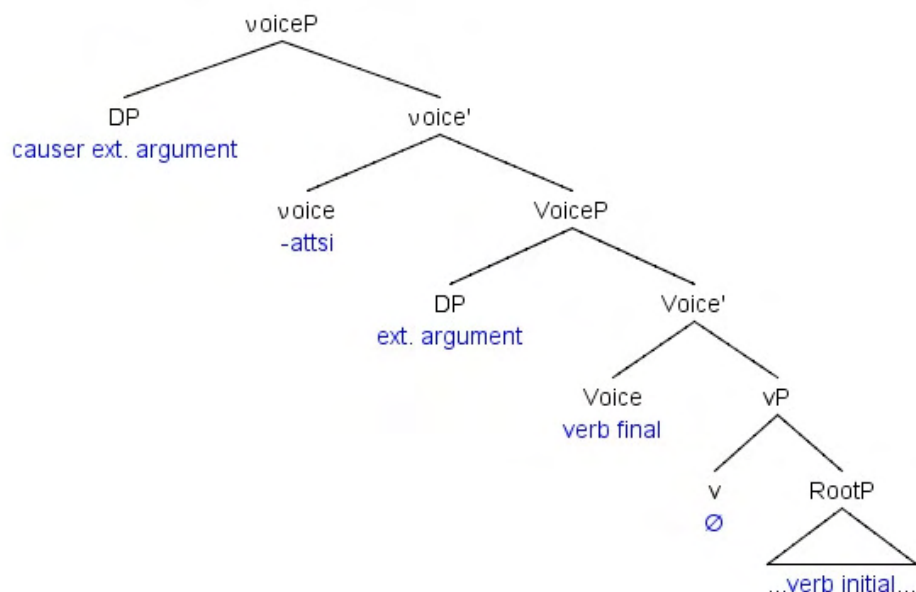 voiceP
DP voice'
causer ext. argument
voice VoiceP
-attsi
DP Voice'
ext. argument
Voice vP
verb final
v RootP
∅
...verb initial...